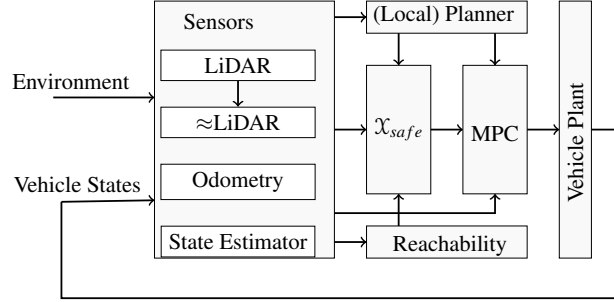 Sensors
(Local) Planner
LiDAR
Environment
≈LiDAR
𝒳safe
MPC
Vehicle Plant
Vehicle States
Odometry
State Estimator
Reachability